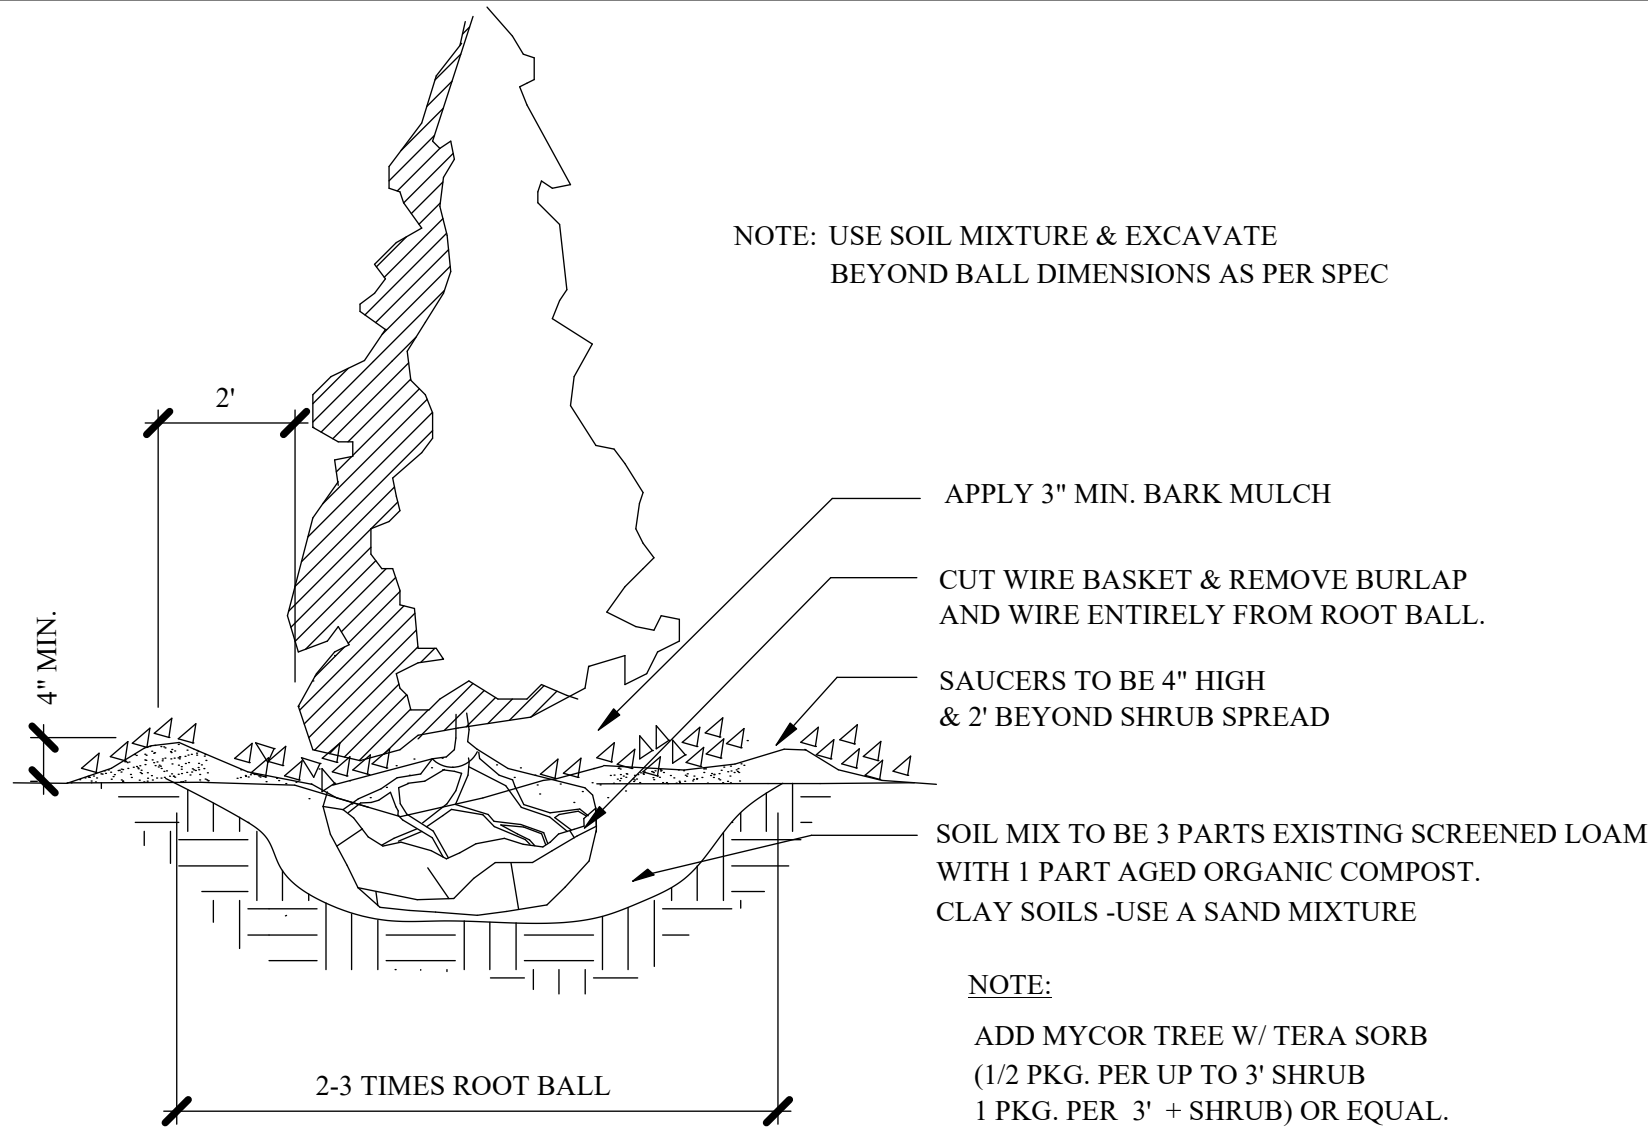 NOTE: USE SOIL MIXTURE & EXCAVATE
BEYOND BALL DIMENSIONS AS PER SPEC
2'
APPLY 3" MIN. BARK MULCH
CUT WIRE BASKET & REMOVE BURLAP
AND WIRE ENTIRELY FROM ROOT BALL.
4" MIN.
SAUCERS TO BE 4" HIGH
& 2' BEYOND SHRUB SPREAD
SOIL MIX TO BE 3 PARTS EXISTING SCREENED LOAM
WITH 1 PART AGED ORGANIC COMPOST.
CLAY SOILS -USE A SAND MIXTURE
NOTE:
ADD MYCOR TREE W/ TERA SORB
(1/2 PKG. PER UP TO 3' SHRUB
1 PKG. PER 3' + SHRUB) OR EQUAL.
2-3 TIMES ROOT BALL